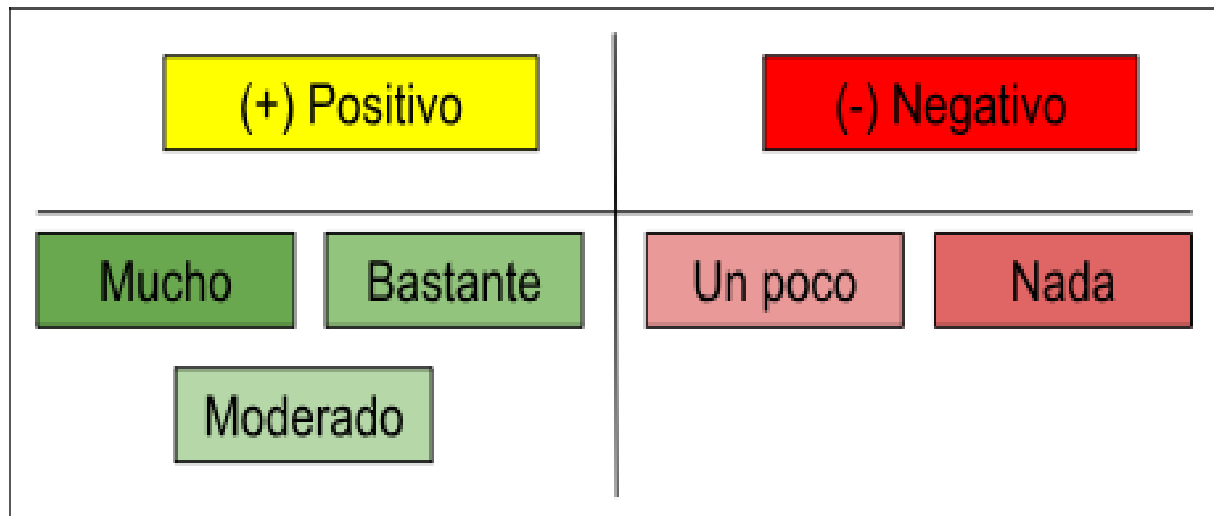 (+) Positivo
(-) Negativo
Mucho
Bastante
Un poco
Nada
Moderado